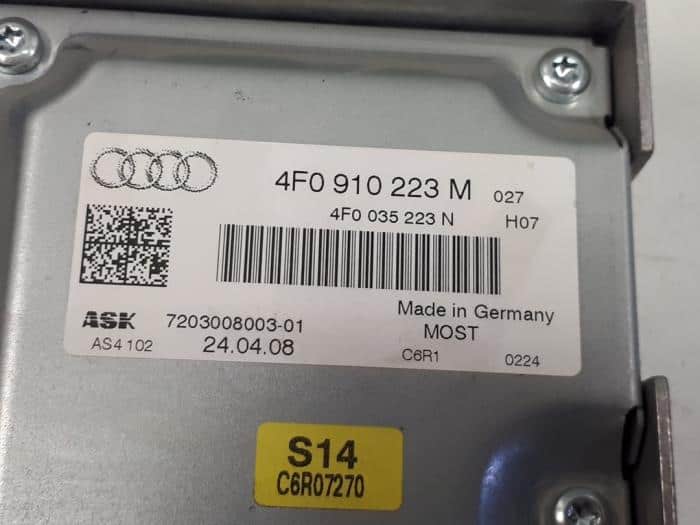 4F0 910 223 M 027
4F0 035 223 N H07
ASK 7203008003-01 Made in Germany
AS4 102 24.04.08 MOST
C6R1 0224
S14
C6R07270